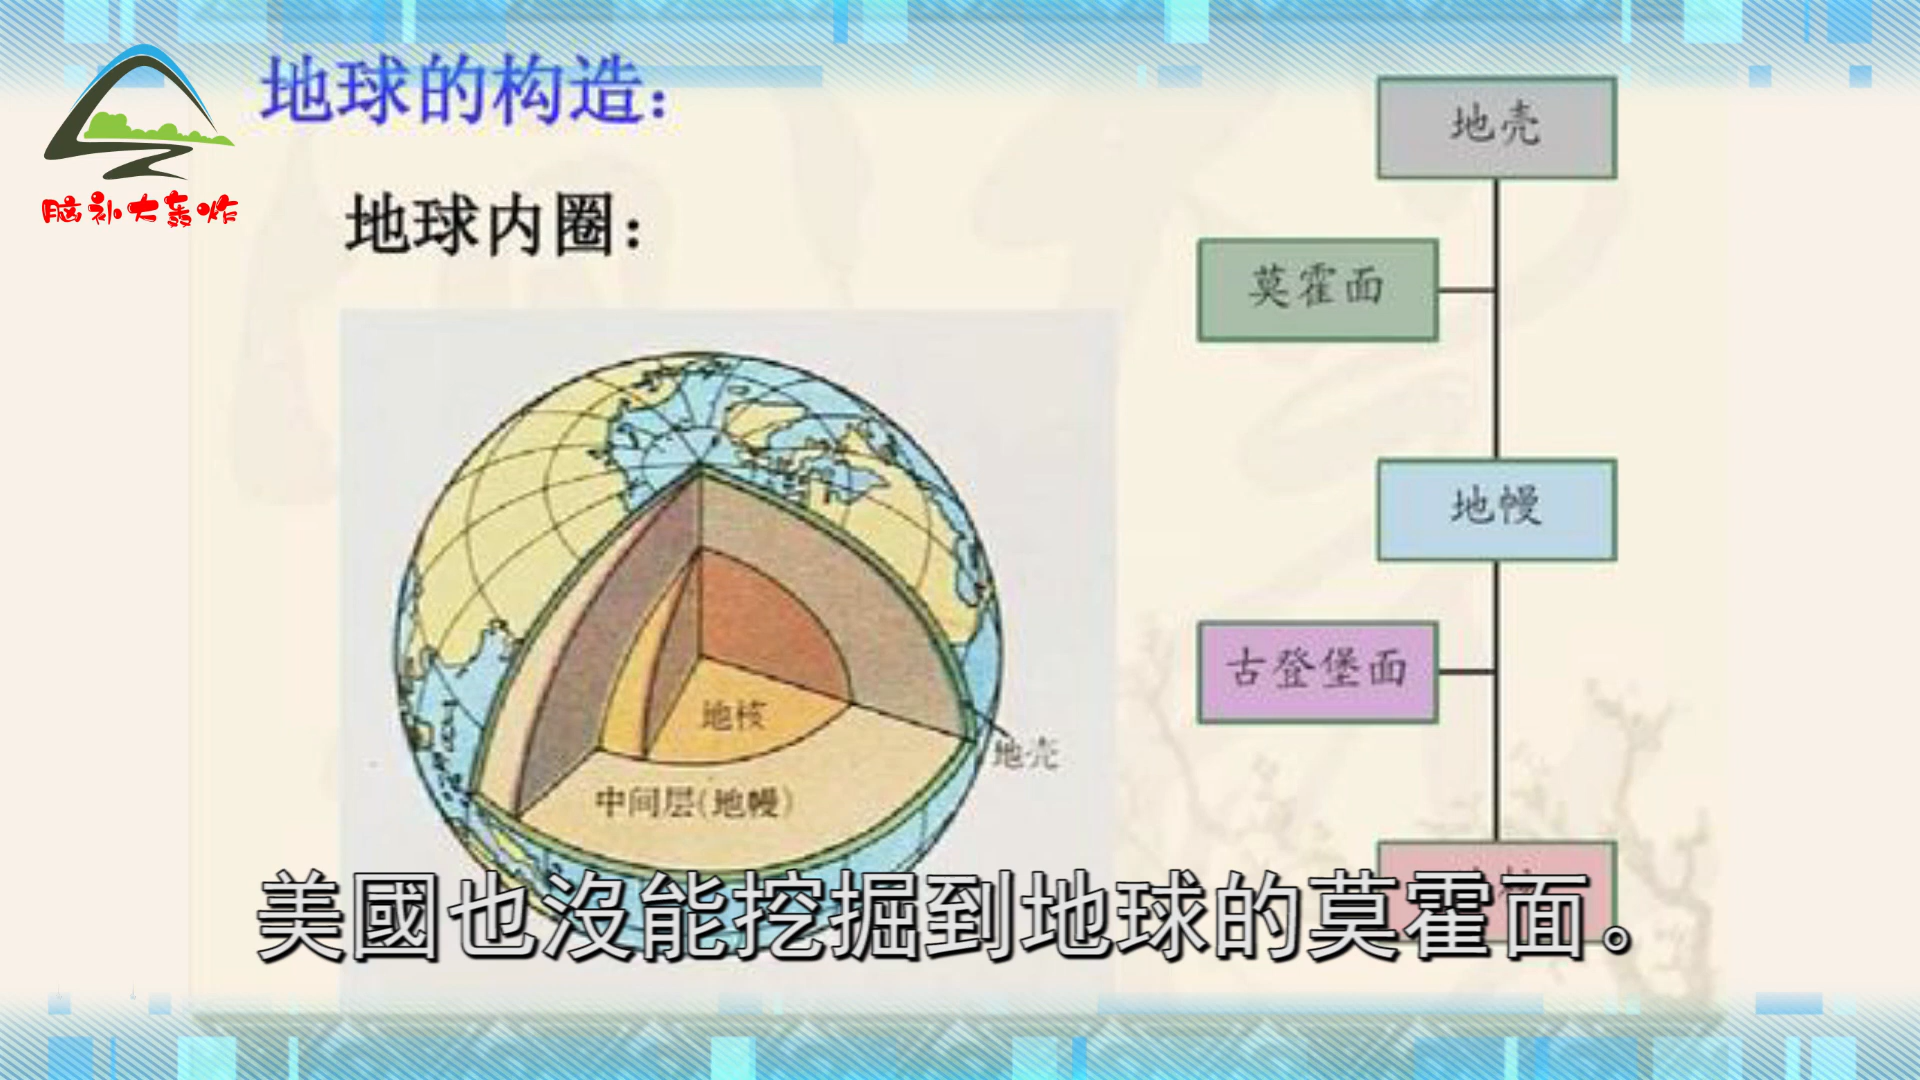 地球的构造：
脑补大轰炸
地球内圈：
地壳
莫霍面
地幔
古登堡面
地核
地壳
中间层（地幔）
美國也沒能挖掘到地球的莫霍面。